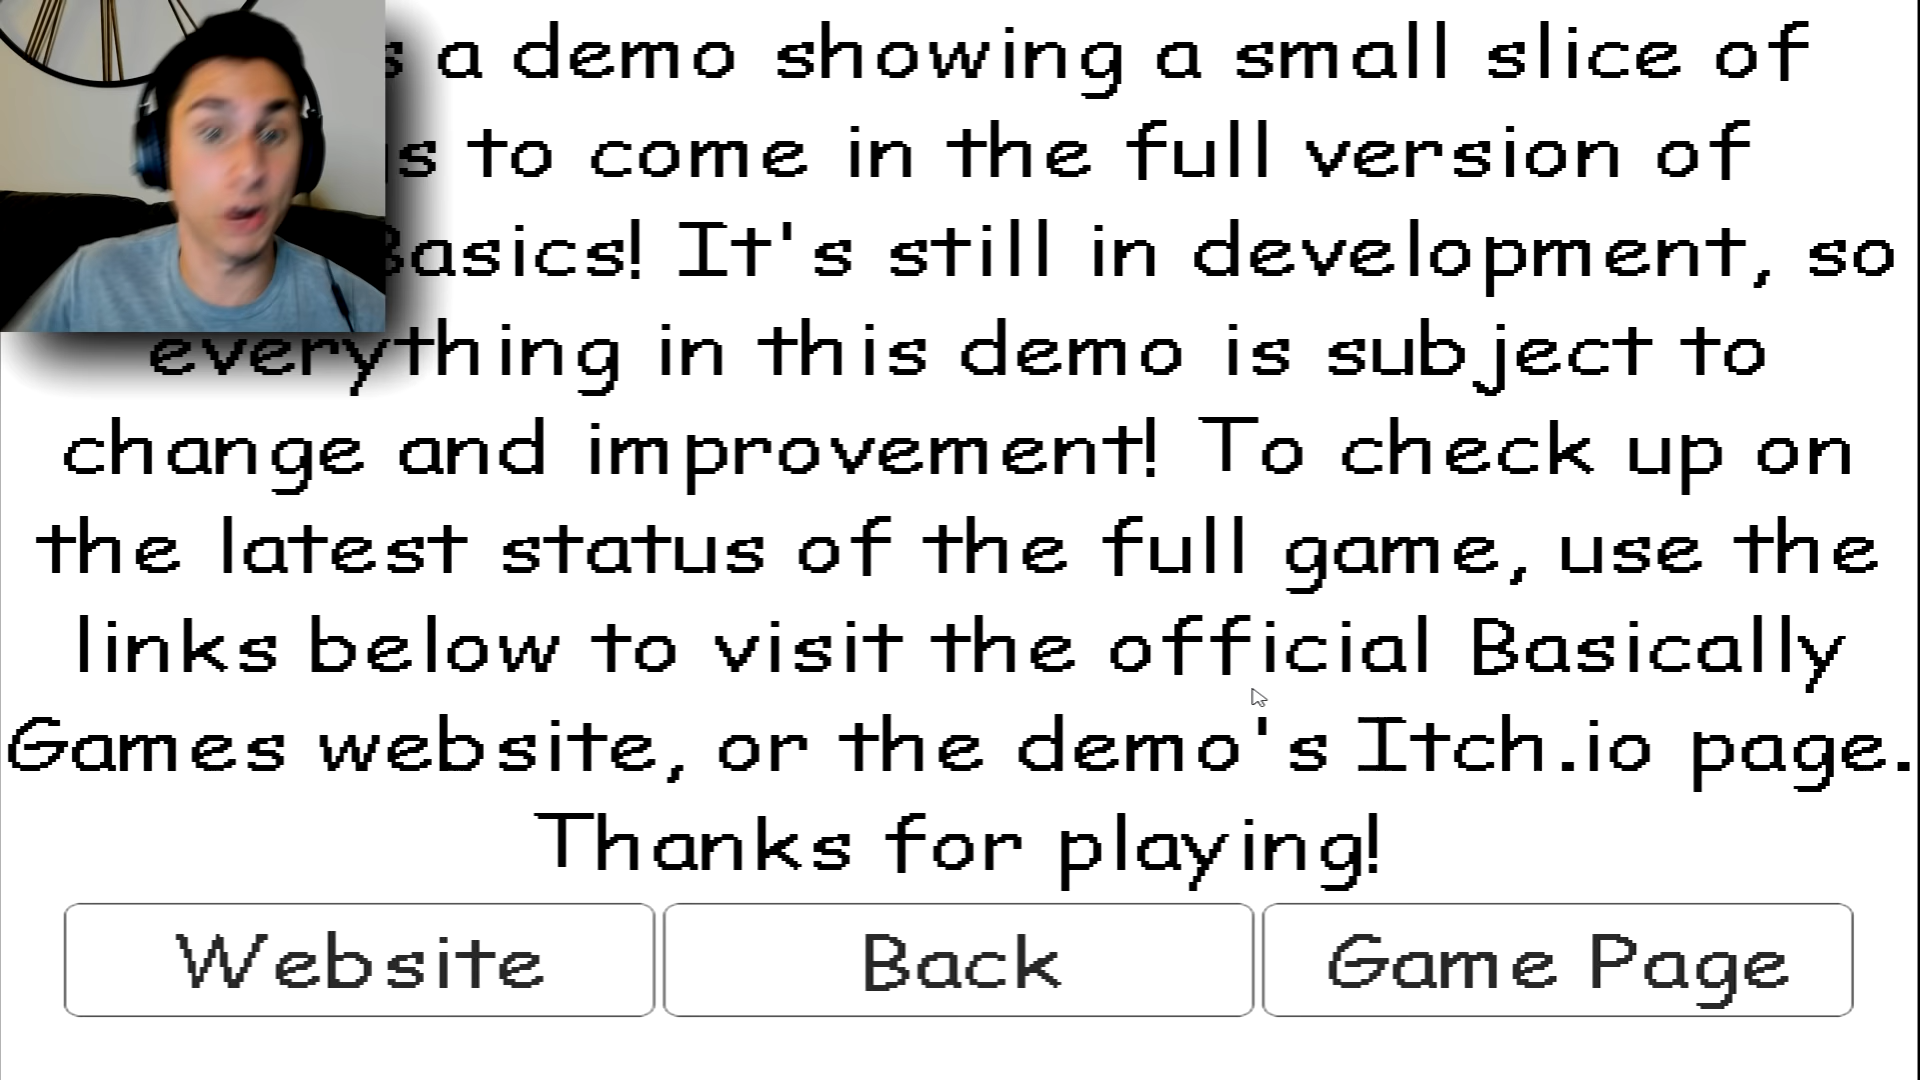 a demo showing a small slice of
to come in the full version of
Basics! It's still in development, so
everything in this demo is subject to
change and improvement! To check up on
the latest status of the full game, use the
links below to visit the official Basically
Games website, or the demo's Itch.io page.
Thanks for playing!
Website Back Game Page